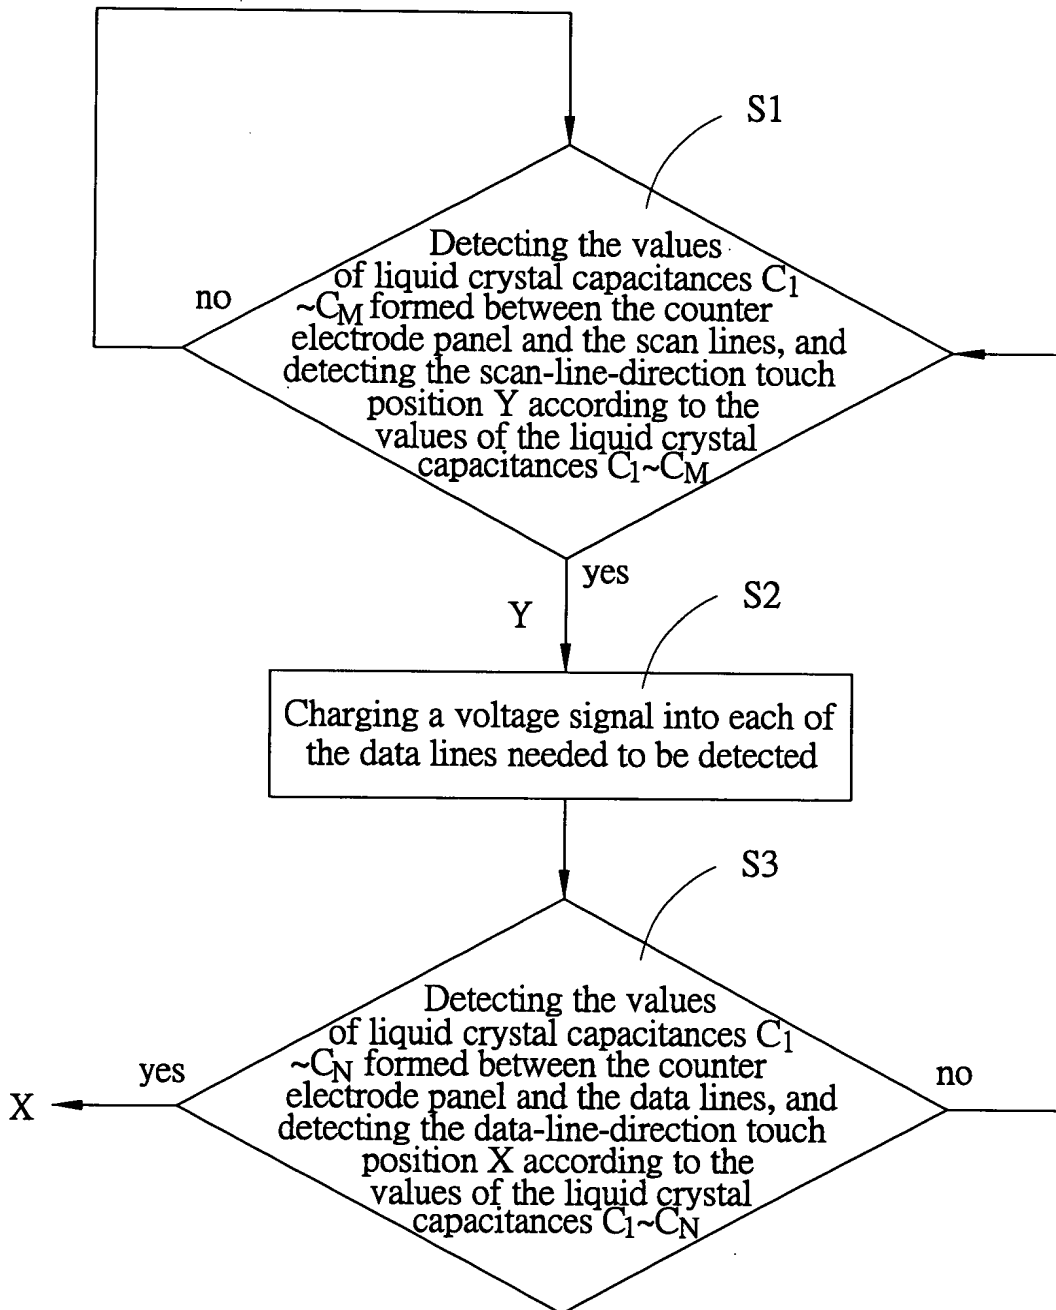 S1
Detecting the values
of liquid crystal capacitances C1
~CM formed between the counter
electrode panel and the scan lines, and
detecting the scan-line-direction touch
position Y according to the
values of the liquid crystal
capacitances C1~CM
no
yes
Y
S2
Charging a voltage signal into each of
the data lines needed to be detected
S3
Detecting the values
of liquid crystal capacitances C1
~CN formed between the counter
electrode panel and the data lines, and
detecting the data-line-direction touch
position X according to the
values of the liquid crystal
capacitances C1~CN
yes
X
no